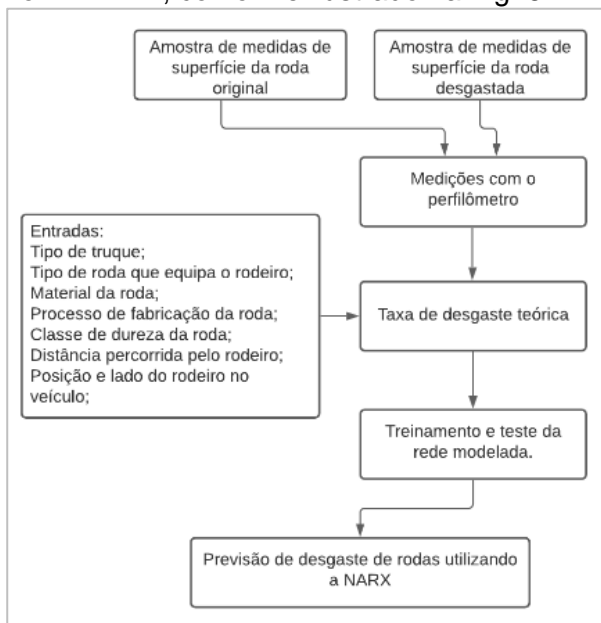 Amostra de medidas de
superfície da roda
original
Amostra de medidas de
superfície da roda
desgastada
Medições com o
perfilômetro
Entradas:
Tipo de truque;
Tipo de roda que equipa o rodeiro;
Material da roda;
Processo de fabricação da roda;
Classe de dureza da roda;
Distância percorrida pelo rodeiro;
Posição e lado do rodeiro no
veículo;
Taxa de desgaste teórica
Treinamento e teste da
rede modelada.
Previsão de desgaste de rodas utilizando
a NARX